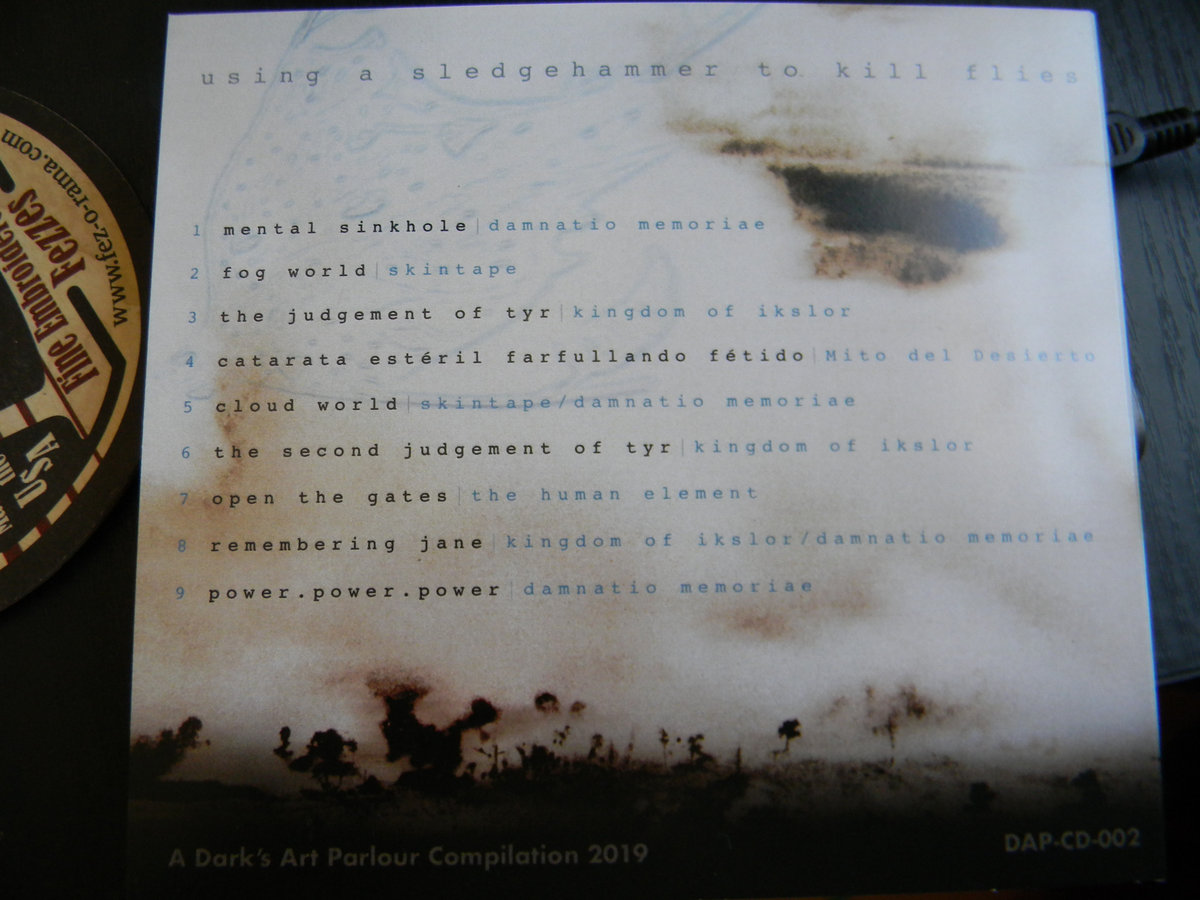 using a sledgehammer to kill flies
1 mental sinkhole|damnatio memoriae
2 fog world|skintape
3 the judgement of tyr|kingdom of ikslor
4 catarata estéril farfullando fétido|Mito del Desierto
5 cloud world|skintape/damnatio memoriae
6 the second judgement of tyr|kingdom of ikslor
7 open the gates|the human element
8 remembering jane|kingdom of ikslor/damnatio memoriae
9 power.power.power|damnatio memoriae
A Dark's Art Parlour Compilation 2019
DAP-CD-002
www.fez-o-rama.com
Fine
Fezzes
USA